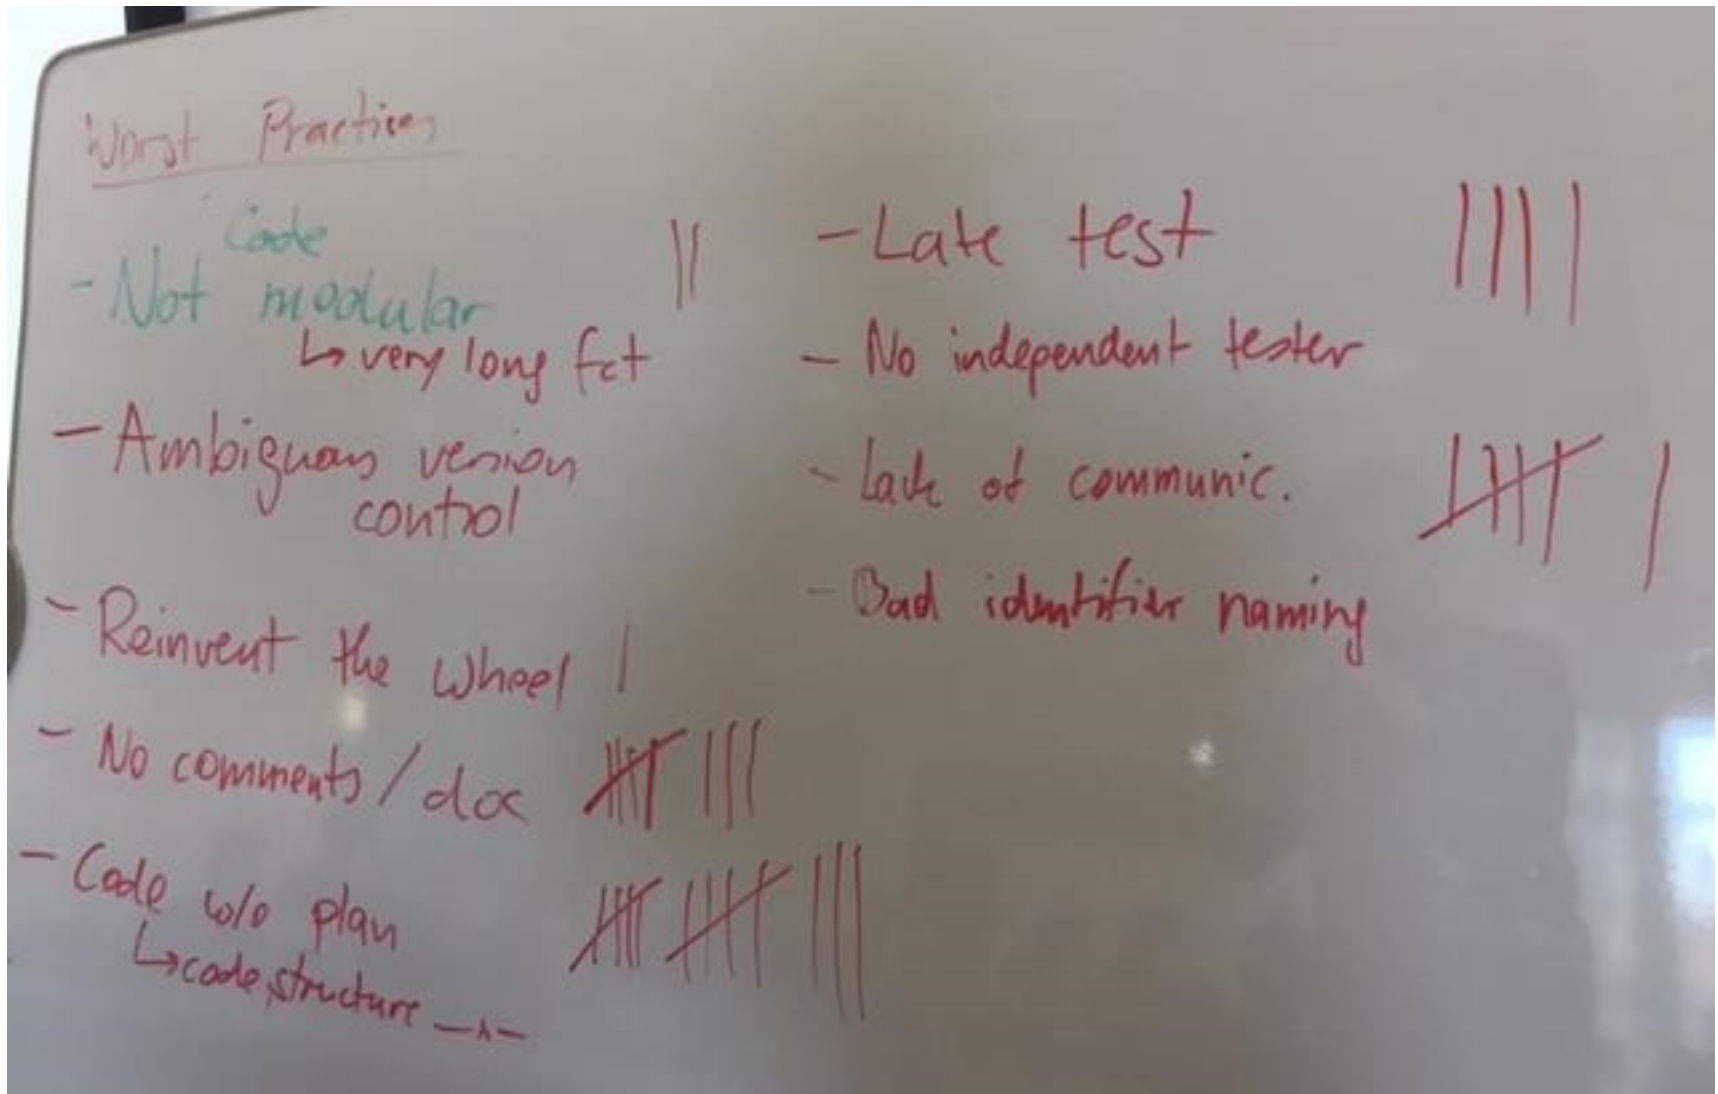 Worst Practices
Code
- Not modular ||
↳ very long fct
- Ambiguous version
control
- Reinvent the wheel |
- No comments / doc |||| |||
- Code w/o plan |||| |||| |||
↳ code structure
- Late test ||||
- No independent tester
- Lack of communic. |||| |
- Bad identifier naming